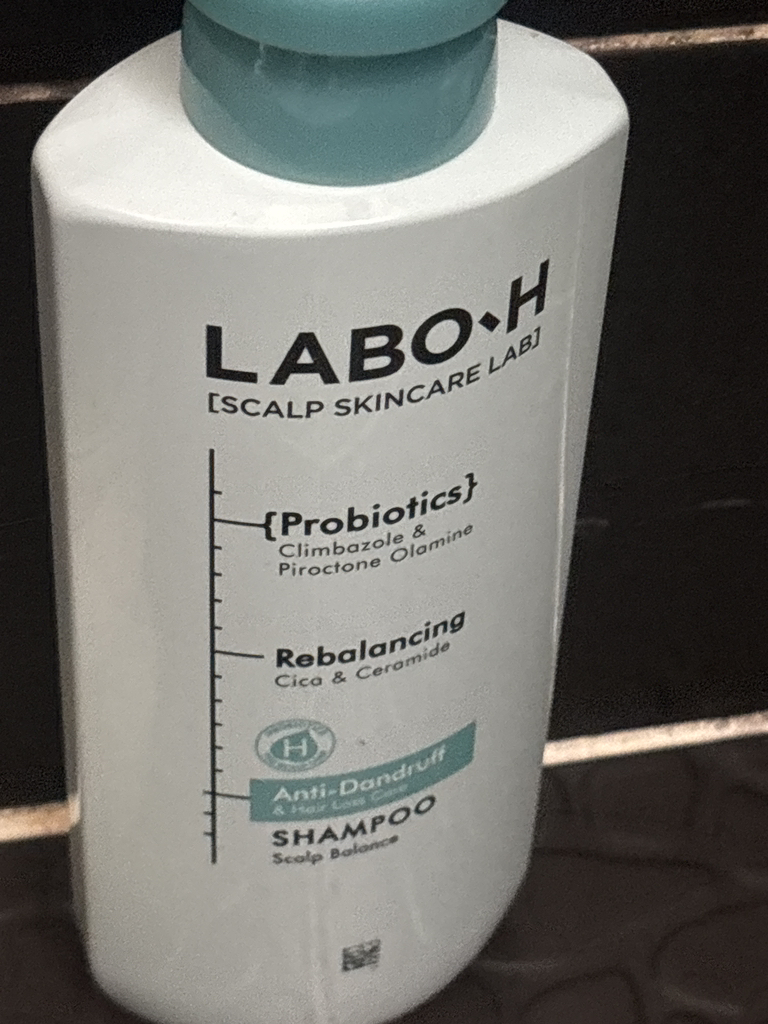 LABO◆H
[SCALP SKINCARE LAB]
{Probiotics}
Climbazole &
Piroctone Olamine
Rebalancing
Cica & Ceramide
H
Anti-Dandruff
& Hair Loss Care
SHAMPOO
Scalp Balance